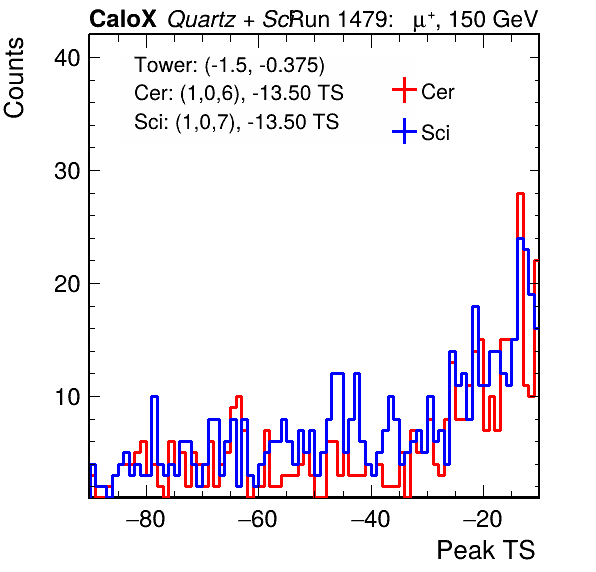 CaloX Quartz + Sci Run 1479: μ⁺, 150 GeV
Counts
40
30
20
10
Tower: (-1.5, -0.375)
Cer: (1,0,6), -13.50 TS
Sci: (1,0,7), -13.50 TS
Cer
Sci
−80 −60 −40 −20
Peak TS